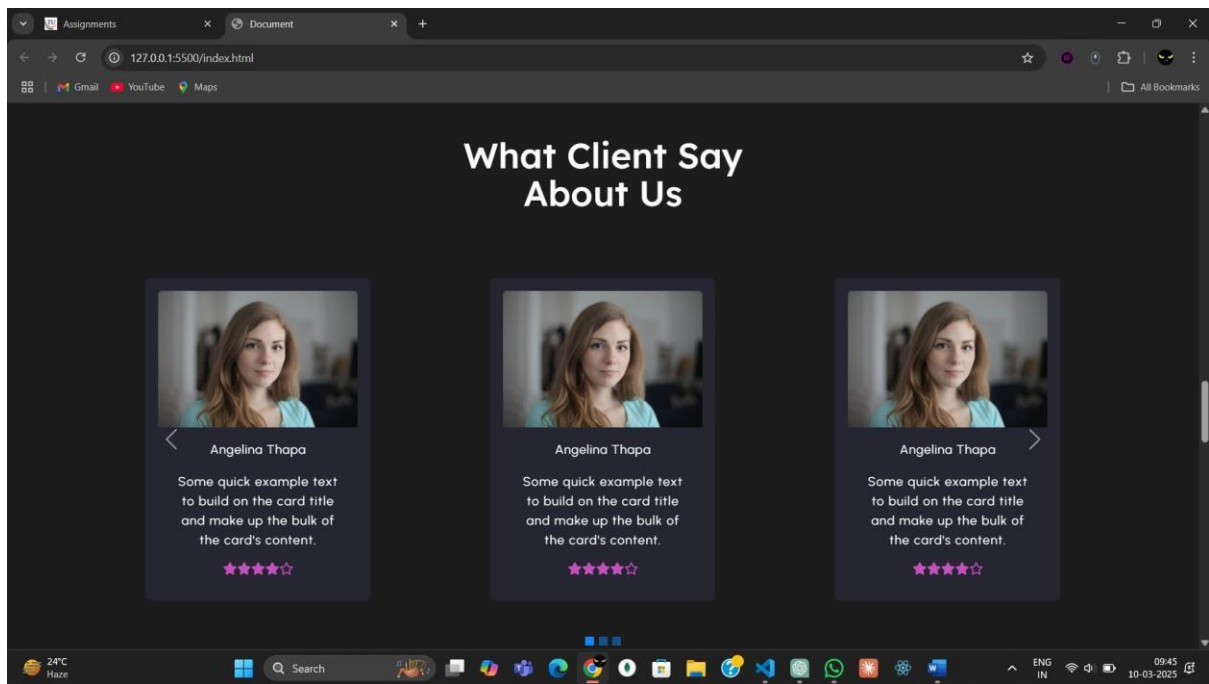 Assignments
Document
127.0.0.1:5500/index.html
Gmail
YouTube
Maps
All Bookmarks
What Client Say
About Us
Angelina Thapa
Some quick example text
to build on the card title
and make up the bulk of
the card's content.
Angelina Thapa
Some quick example text
to build on the card title
and make up the bulk of
the card's content.
Angelina Thapa
Some quick example text
to build on the card title
and make up the bulk of
the card's content.
24°C
Haze
Search
ENG
IN
09:45
10-03-2025